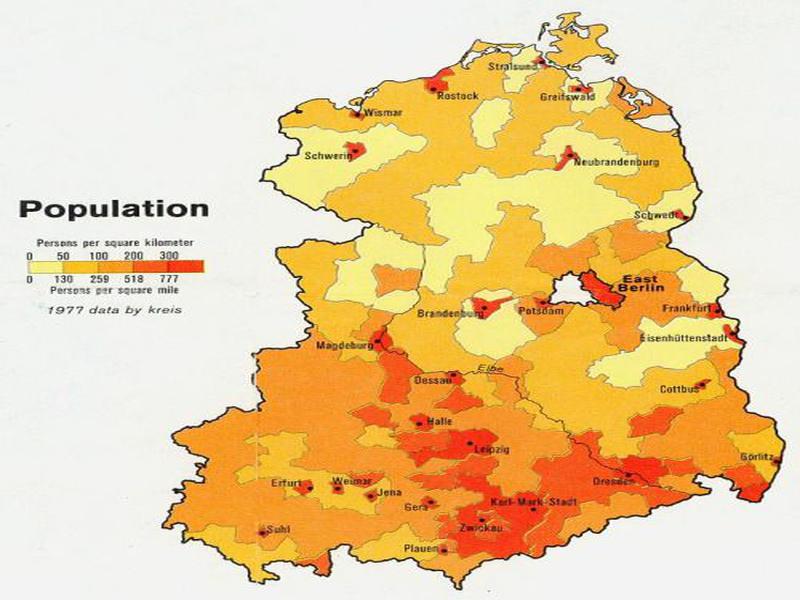 Population
Persons per square kilometer
0 50 100 200 300
0 130 259 518 777
Persons per square mile
1977 data by kreis
Stralsund
Rostock
Greifswald
Wismar
Schwerin
Neubrandenburg
Schwedt
East
Berlin
Brandenburg
Potsdam
Frankfurt
Magdeburg
Eisenhüttenstadt
Elbe
Dessau
Cottbus
Halle
Leipzig
Görlitz
Erfurt
Weimar
Jena
Dresden
Gera
Karl-Mark-Stadt
Zwickau
Suhl
Plauen